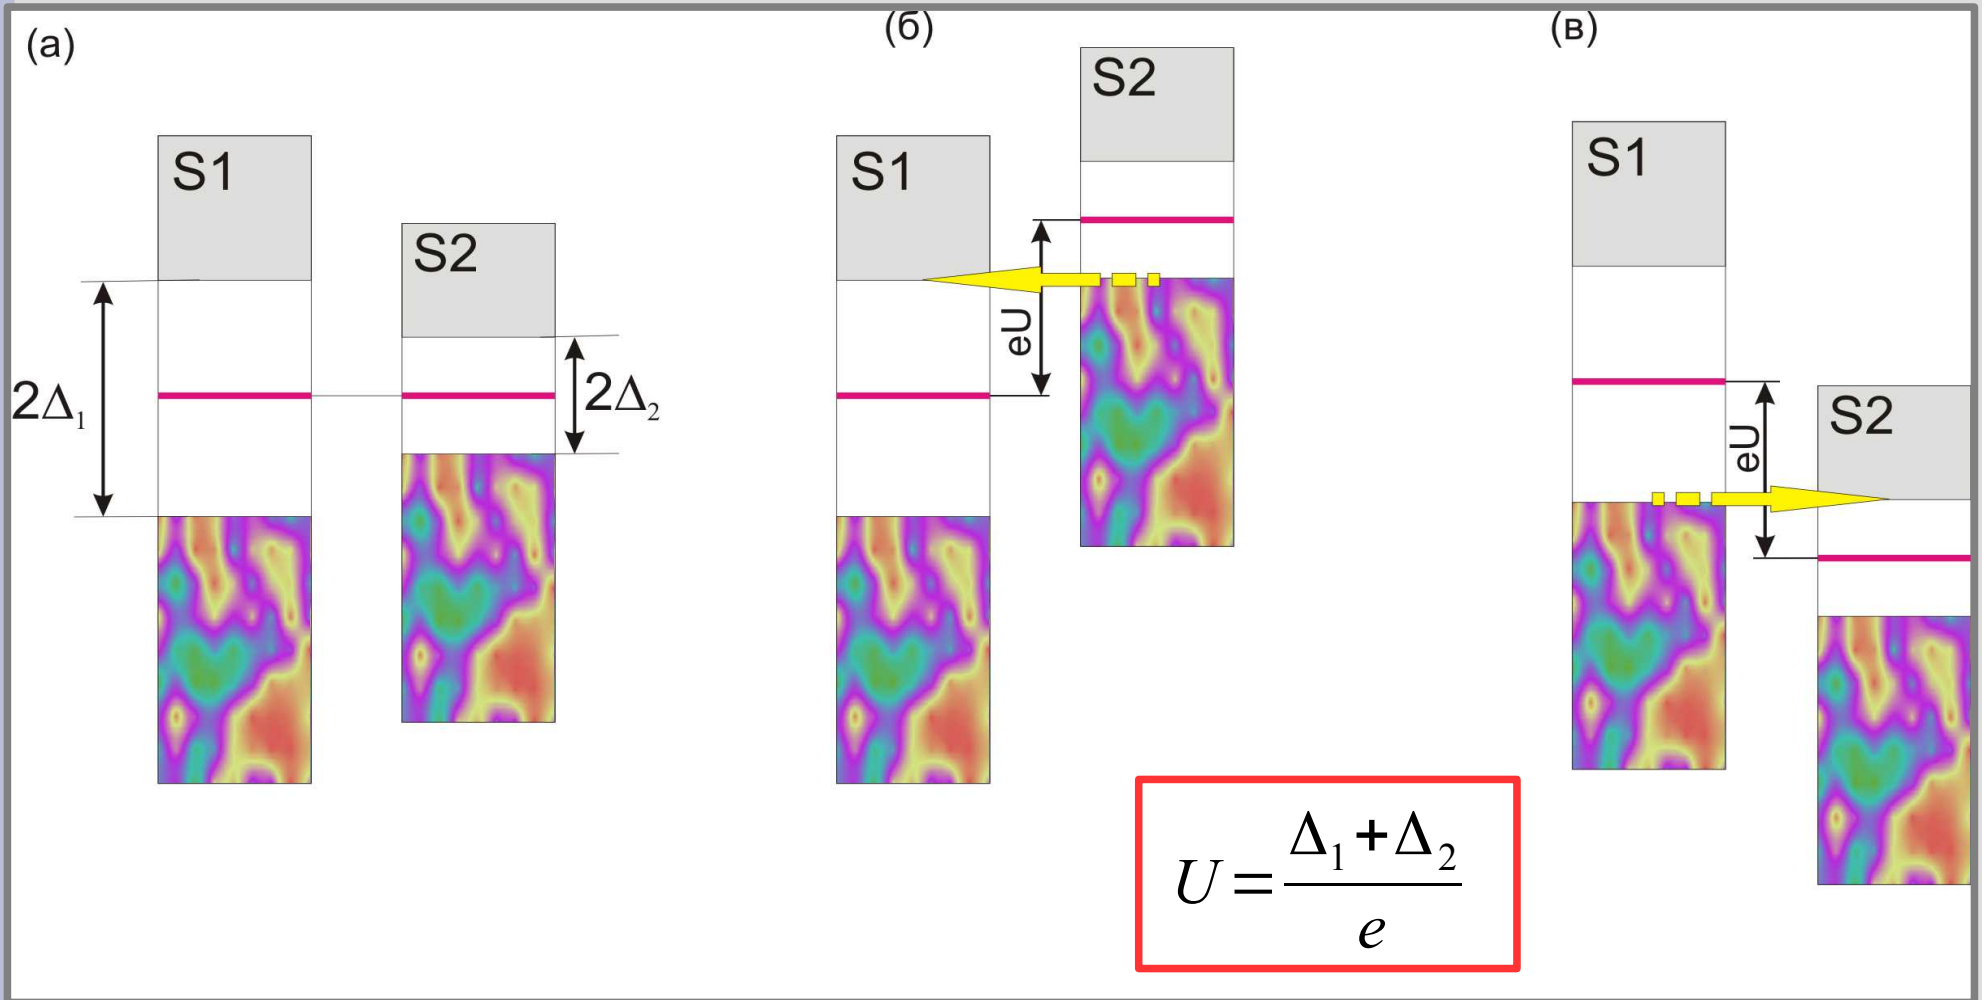 (а)
S1
S2
2Δ₁
2Δ₂
(б)
S2
S1
eU
(в)
S1
S2
eU
U = (Δ₁ + Δ₂) / e